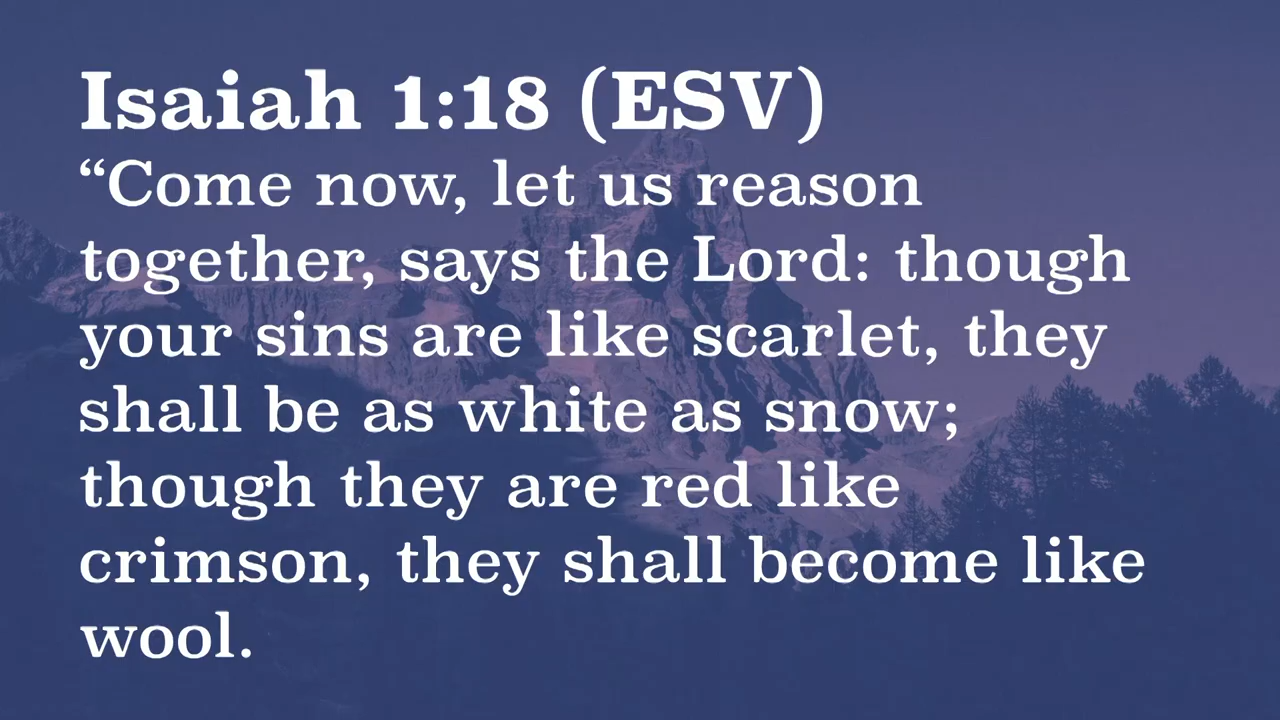 Isaiah 1:18 (ESV)
“Come now, let us reason
together, says the Lord: though
your sins are like scarlet, they
shall be as white as snow;
though they are red like
crimson, they shall become like
wool.